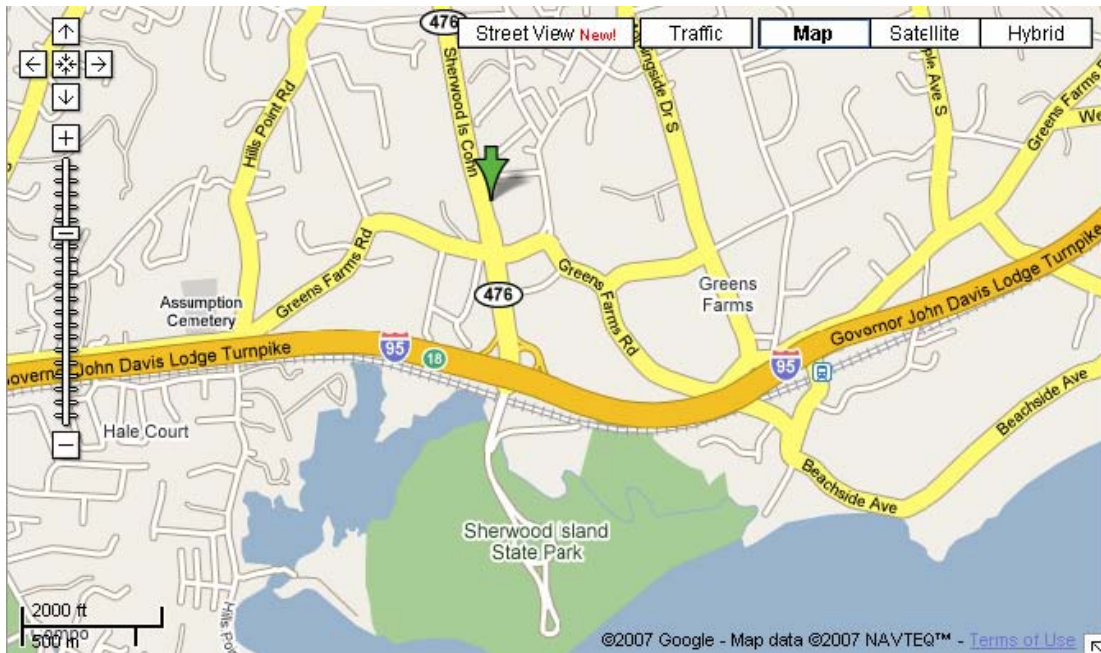 476
Street View New!
Traffic
Map
Satellite
Hybrid
Sherwood Is Cohn
Hills Point Rd
Greens Farms
We
Greens Farms Rd
Assumption
Cemetery
476
Greens Farms Rd
Greens
Farms
Governor John Davis Lodge Turnpike
95
18
95
Governor John Davis Lodge Turnpike
Hale Court
Beachside Ave
Beachside Ave
Sherwood Island
State Park
2000 ft
500 m
©2007 Google - Map data ©2007 NAVTEQ™ - Terms of Use